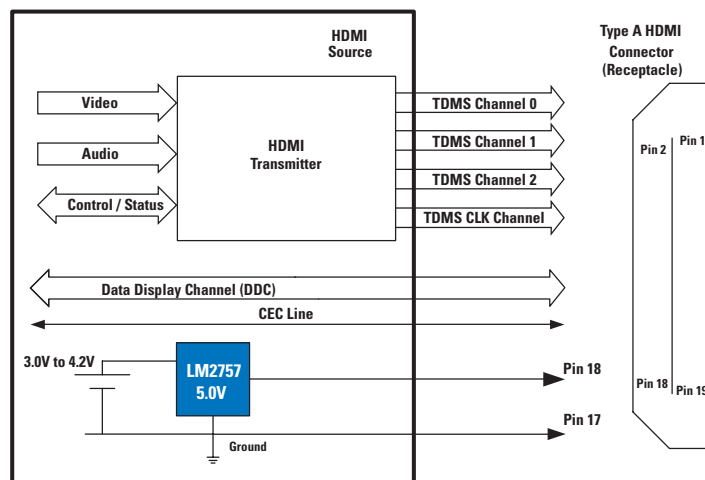 HDMI
Source
Type A HDMI
Connector
(Receptacle)
Video
Audio
Control / Status
HDMI
Transmitter
TDMS Channel 0
TDMS Channel 1
TDMS Channel 2
TDMS CLK Channel
Pin 1
Pin 2
Data Display Channel (DDC)
CEC Line
3.0V to 4.2V
LM2757
5.0V
Ground
Pin 18
Pin 17
Pin 18
Pin 19